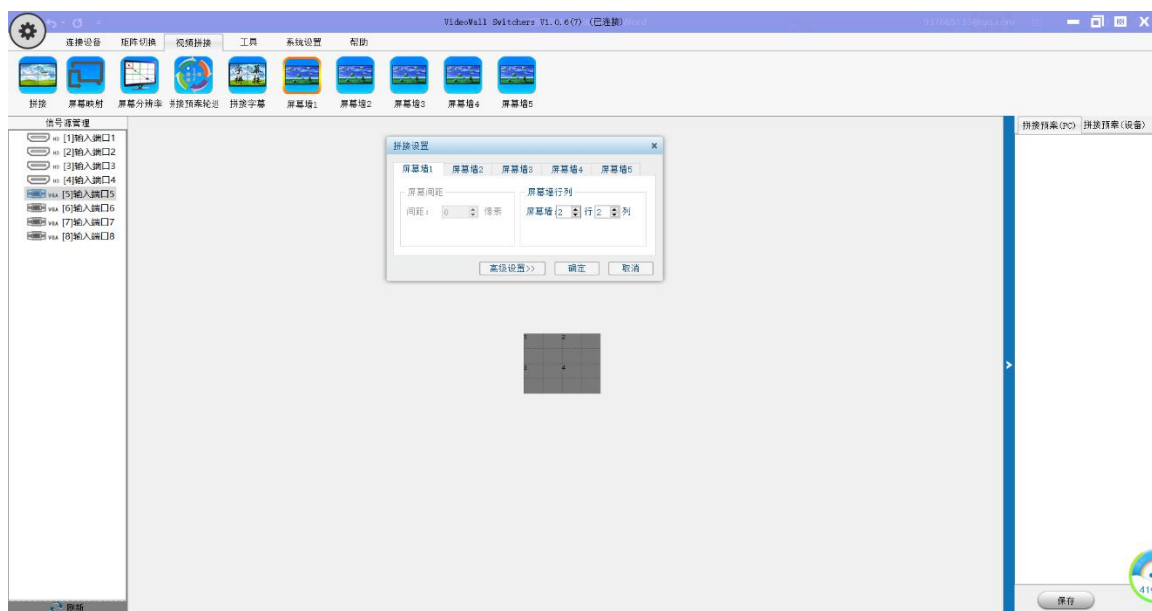 VideoWall Switchers V1.0.6(7) (已连接)
连接设备 矩阵切换 视频拼接 工具 系统设置 帮助
拼接 屏幕映射 屏幕分辨率 拼接预案轮巡 拼接字幕 屏幕墙1 屏幕墙2 屏幕墙3 屏幕墙4 屏幕墙5
信号源管理
[1]输入端口1
[2]输入端口2
[3]输入端口3
[4]输入端口4
VGA [5]输入端口5
VGA [6]输入端口6
VGA [7]输入端口7
VGA [8]输入端口8
刷新
拼接设置
屏幕墙1 屏幕墙2 屏幕墙3 屏幕墙4 屏幕墙5
屏幕间距
间距: 0 像素
屏幕墙行列
屏幕墙 2 行 2 列
高级设置>> 确定 取消
1 2
3 4
拼接预案(PC) 拼接预案(设备)
保存